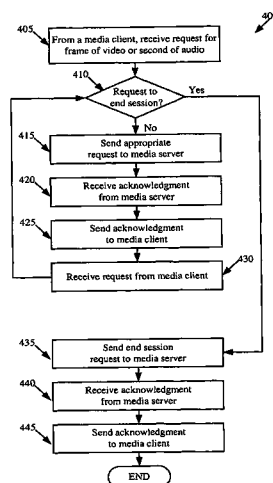 40
405
From a media client, receive request for
frame of video or second of audio
410
Request to
end session?
Yes
No
415
Send appropriate
request to media server
420
Receive acknowledgment
from media server
425
Send acknowledgment
to media client
430
Receive request from media client
435
Send end session
request to media server
440
Receive acknowledgment
from media server
445
Send acknowledgment
to media client
END